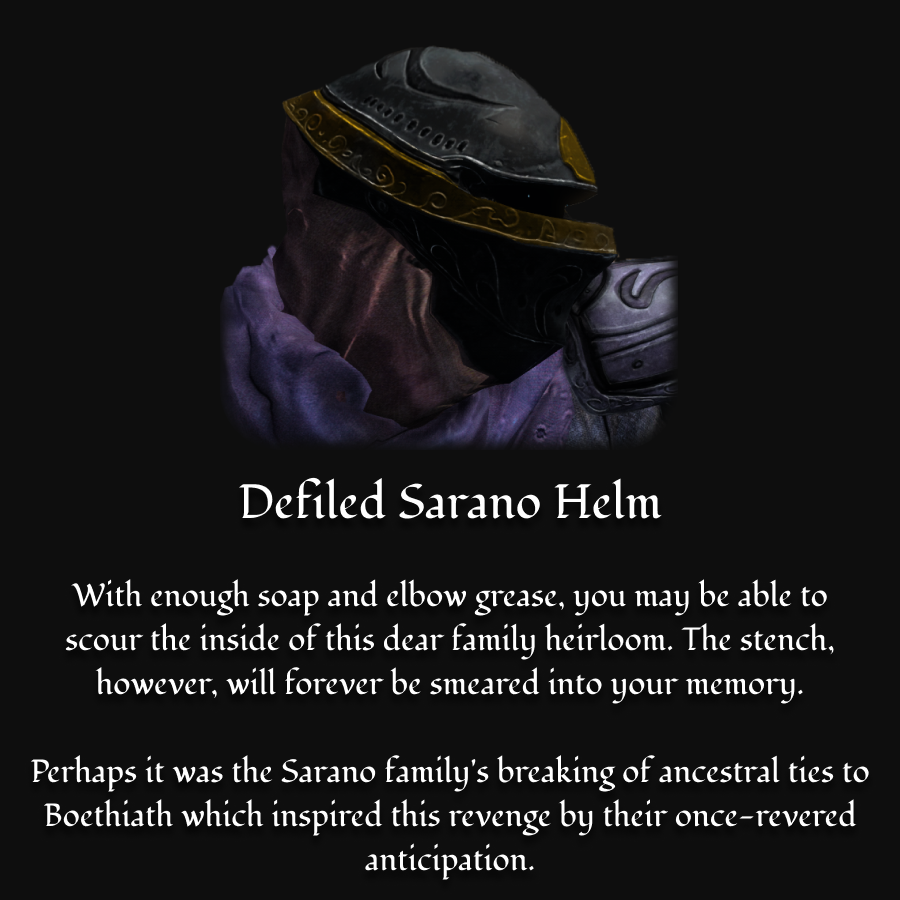 Defiled Sarano Helm
With enough soap and elbow grease, you may be able to
scour the inside of this dear family heirloom. The stench,
however, will forever be smeared into your memory.
Perhaps it was the Sarano family's breaking of ancestral ties to
Boethiath which inspired this revenge by their once-revered
anticipation.